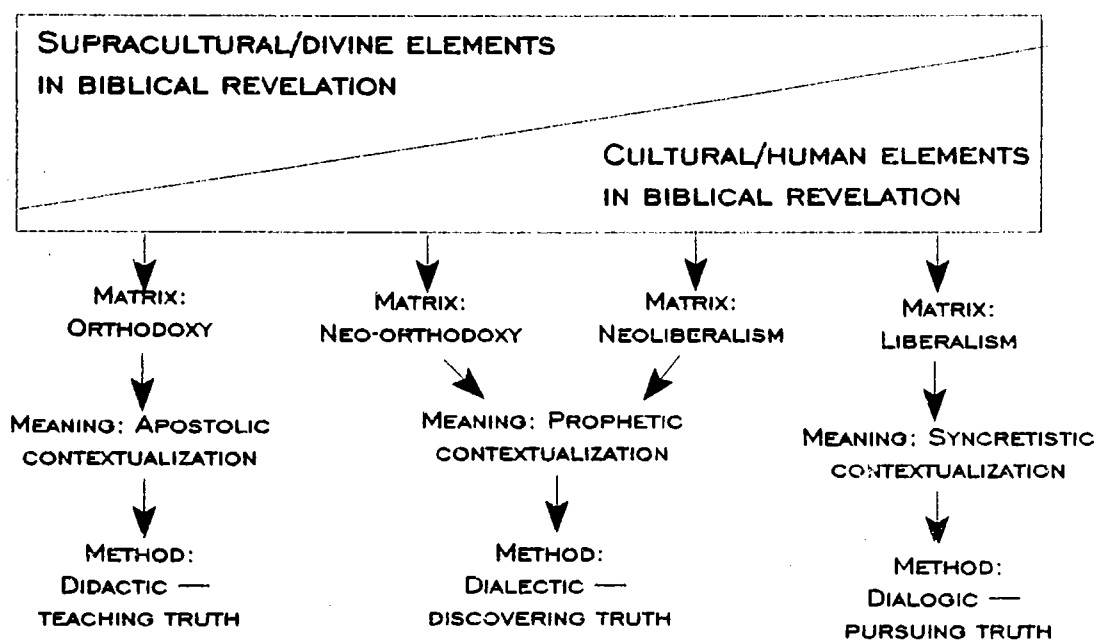 SUPRACULTURAL/DIVINE ELEMENTS
IN BIBLICAL REVELATION
CULTURAL/HUMAN ELEMENTS
IN BIBLICAL REVELATION
MATRIX:
ORTHODOXY
MATRIX:
NEO-ORTHODOXY
MATRIX:
NEOLIBERALISM
MATRIX:
LIBERALISM
MEANING: APOSTOLIC
CONTEXTUALIZATION
MEANING: PROPHETIC
CONTEXTUALIZATION
MEANING: SYNCRETISTIC
CONTEXTUALIZATION
METHOD:
DIDACTIC —
TEACHING TRUTH
METHOD:
DIALECTIC —
DISCOVERING TRUTH
METHOD:
DIALOGIC —
PURSUING TRUTH